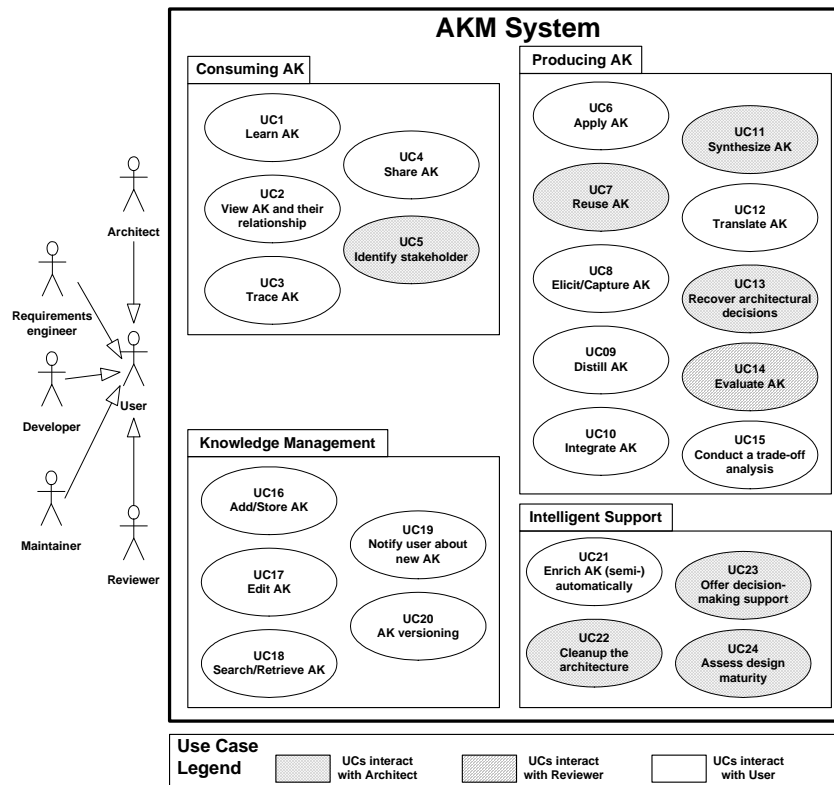 AKM System
Consuming AK
UC1
Learn AK
UC2
View AK and their
relationship
UC3
Trace AK
UC4
Share AK
UC5
Identify stakeholder
Producing AK
UC6
Apply AK
UC7
Reuse AK
UC8
Elicit/Capture AK
UC09
Distill AK
UC10
Integrate AK
UC11
Synthesize AK
UC12
Translate AK
UC13
Recover architectural
decisions
UC14
Evaluate AK
UC15
Conduct a trade-off
analysis
Architect
Requirements
engineer
User
Developer
Maintainer
Reviewer
Knowledge Management
UC16
Add/Store AK
UC17
Edit AK
UC18
Search/Retrieve AK
UC19
Notify user about
new AK
UC20
AK versioning
Intelligent Support
UC21
Enrich AK (semi-)
automatically
UC22
Cleanup the
architecture
UC23
Offer decision-
making support
UC24
Assess design
maturity
Use Case
Legend
UCs interact
with Architect
UCs interact
with Reviewer
UCs interact
with User